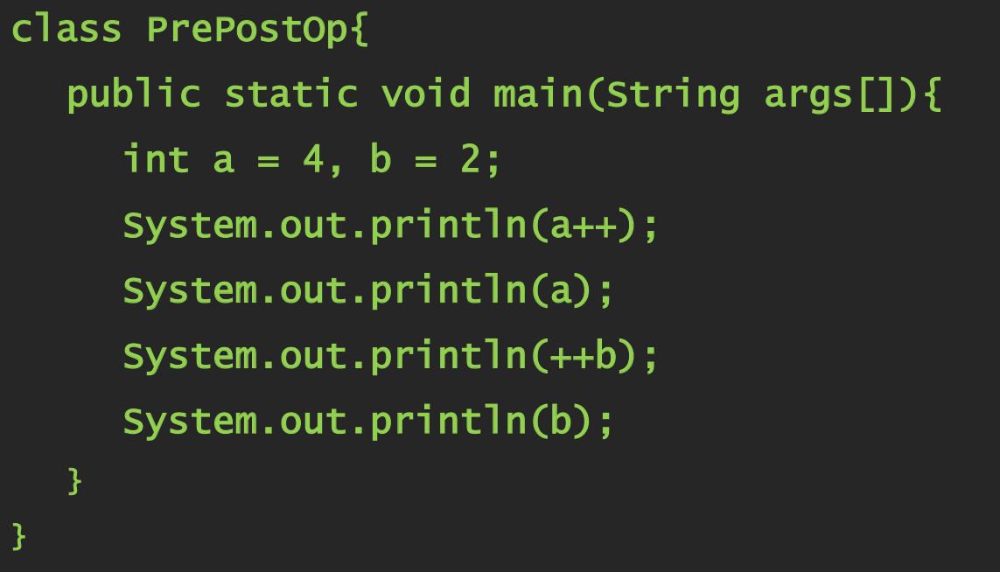 class PrePostOp{
public static void main(String args[]){
int a = 4, b = 2;
System.out.println(a++);
System.out.println(a);
System.out.println(++b);
System.out.println(b);
}
}